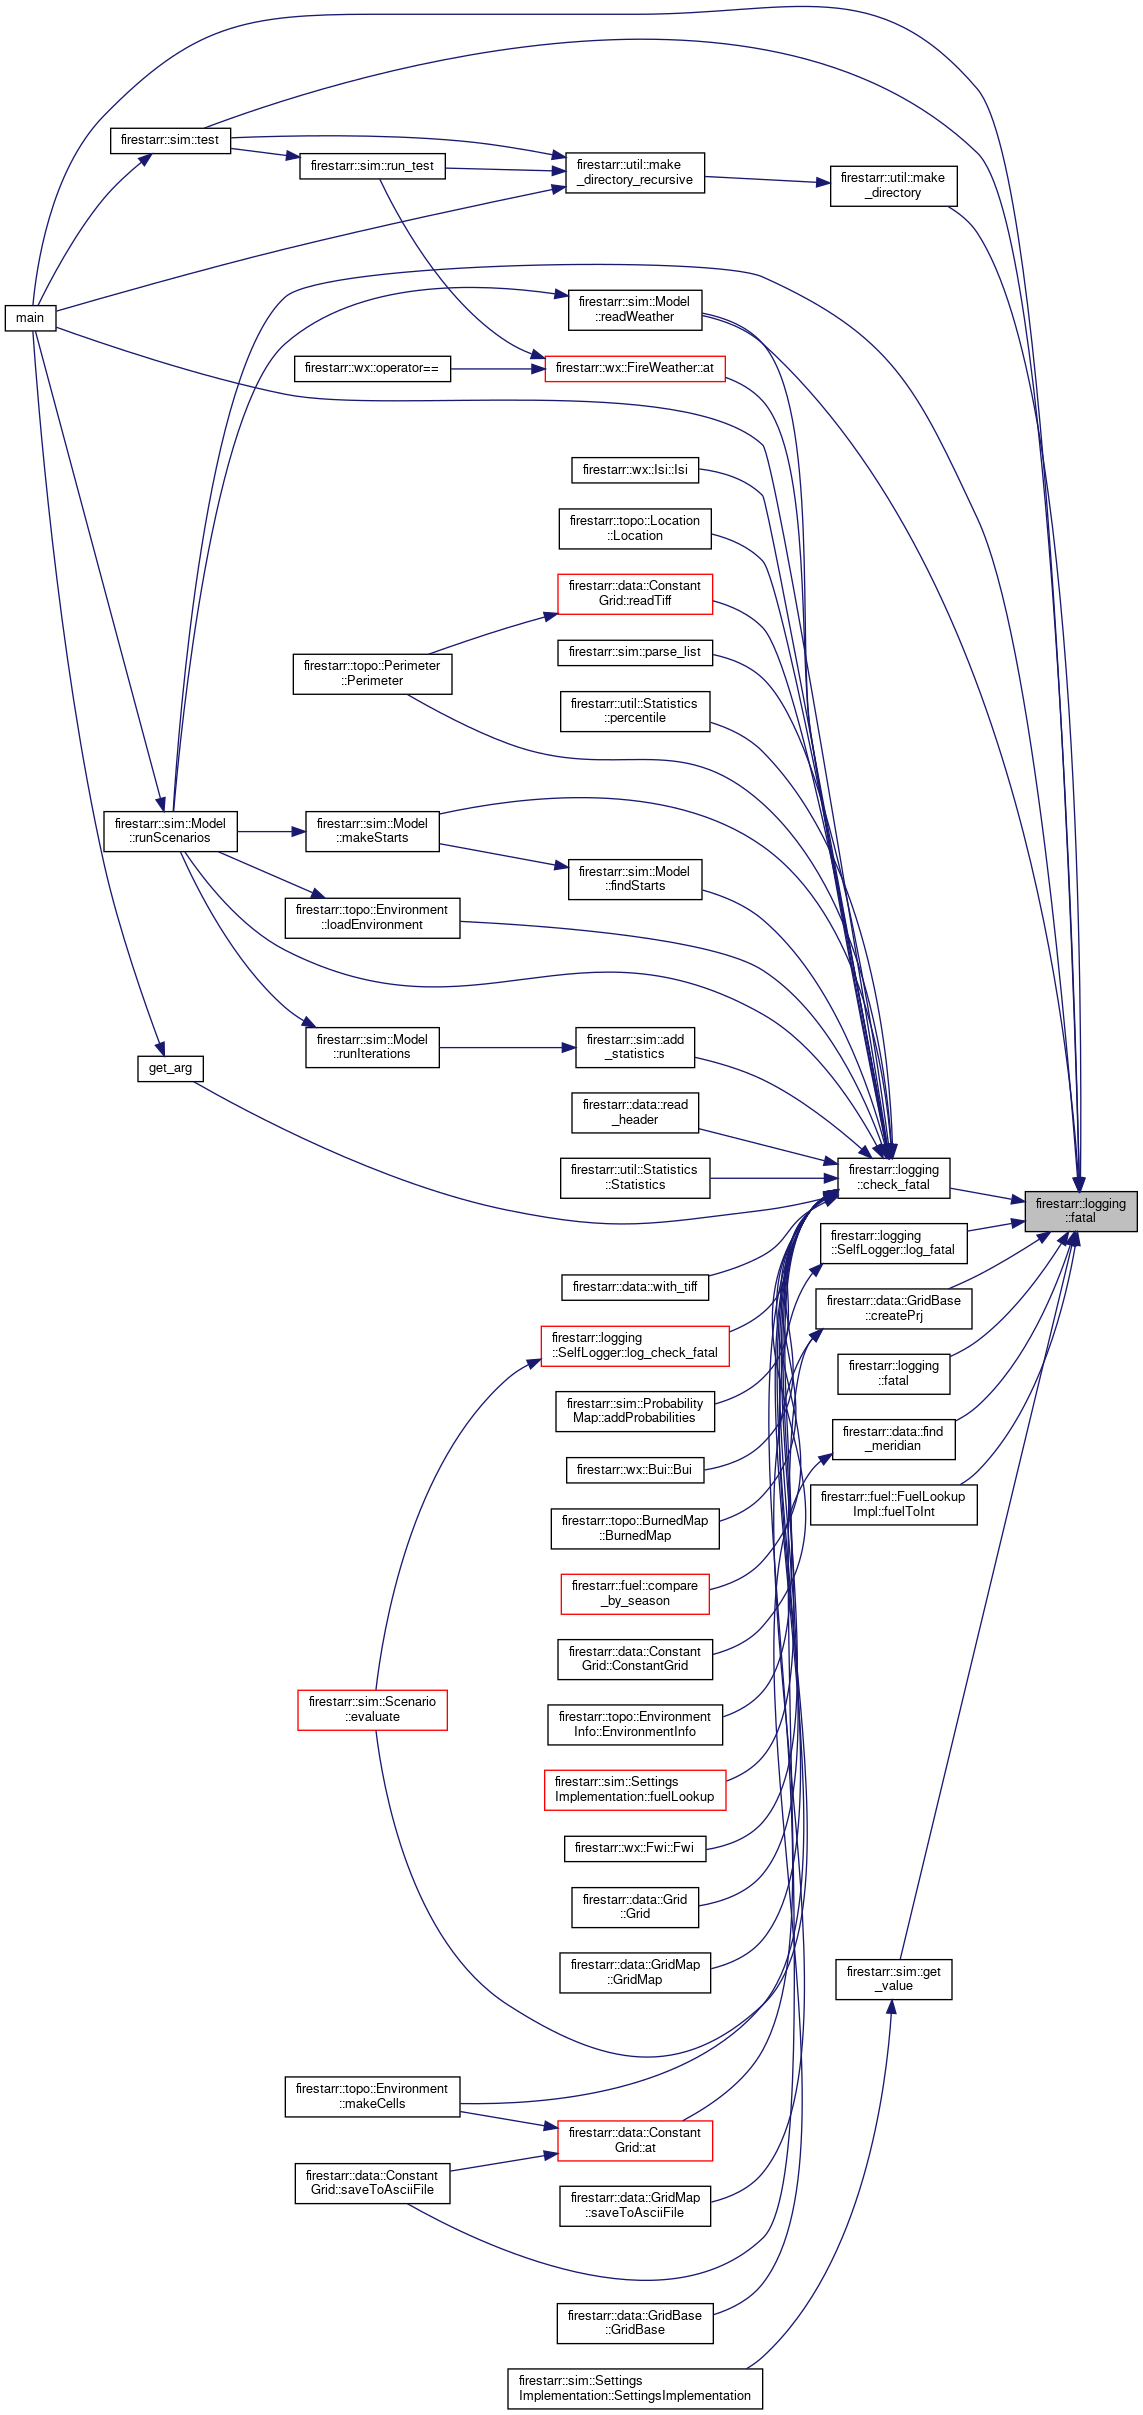 firestarr::sim::test
firestarr::sim::run_test
firestarr::util::make
_directory_recursive
firestarr::util::make
_directory
main
firestarr::sim::Model
::readWeather
firestarr::wx::operator==
firestarr::wx::FireWeather::at
firestarr::wx::Isi::Isi
firestarr::topo::Location
::Location
firestarr::data::Constant
Grid::readTiff
firestarr::sim::parse_list
firestarr::topo::Perimeter
::Perimeter
firestarr::util::Statistics
::percentile
firestarr::sim::Model
::runScenarios
firestarr::sim::Model
::makeStarts
firestarr::sim::Model
::findStarts
firestarr::topo::Environment
::loadEnvironment
firestarr::sim::Model
::runIterations
firestarr::sim::add
_statistics
get_arg
firestarr::data::read
_header
firestarr::util::Statistics
::Statistics
firestarr::logging
::check_fatal
firestarr::logging
::fatal
firestarr::logging
::SelfLogger::log_fatal
firestarr::data::with_tiff
firestarr::data::GridBase
::createPrj
firestarr::logging
::SelfLogger::log_check_fatal
firestarr::logging
::fatal
firestarr::sim::Probability
Map::addProbabilities
firestarr::data::find
_meridian
firestarr::wx::Bui::Bui
firestarr::fuel::FuelLookup
Impl::fuelToInt
firestarr::topo::BurnedMap
::BurnedMap
firestarr::fuel::compare
_by_season
firestarr::data::Constant
Grid::ConstantGrid
firestarr::sim::Scenario
::evaluate
firestarr::topo::Environment
Info::EnvironmentInfo
firestarr::sim::Settings
Implementation::fuelLookup
firestarr::wx::Fwi::Fwi
firestarr::data::Grid
::Grid
firestarr::data::GridMap
::GridMap
firestarr::sim::get
_value
firestarr::topo::Environment
::makeCells
firestarr::data::Constant
Grid::at
firestarr::data::Constant
Grid::saveToAsciiFile
firestarr::data::GridMap
::saveToAsciiFile
firestarr::data::GridBase
::GridBase
firestarr::sim::Settings
Implementation::SettingsImplementation